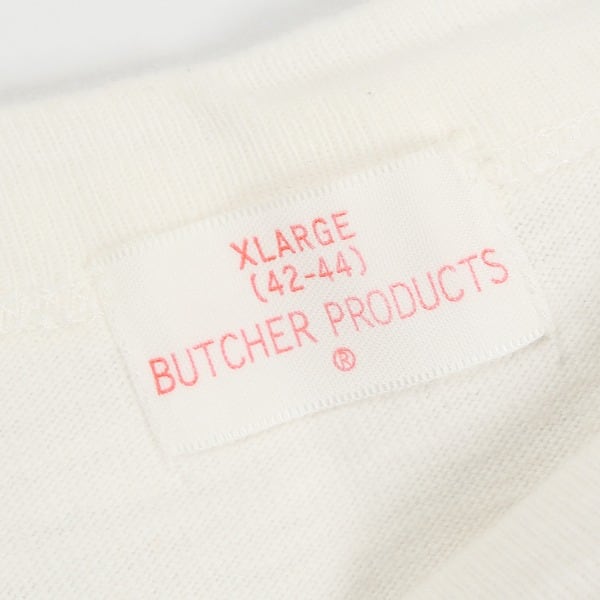 XLARGE
(42-44)
BUTCHER PRODUCTS
®